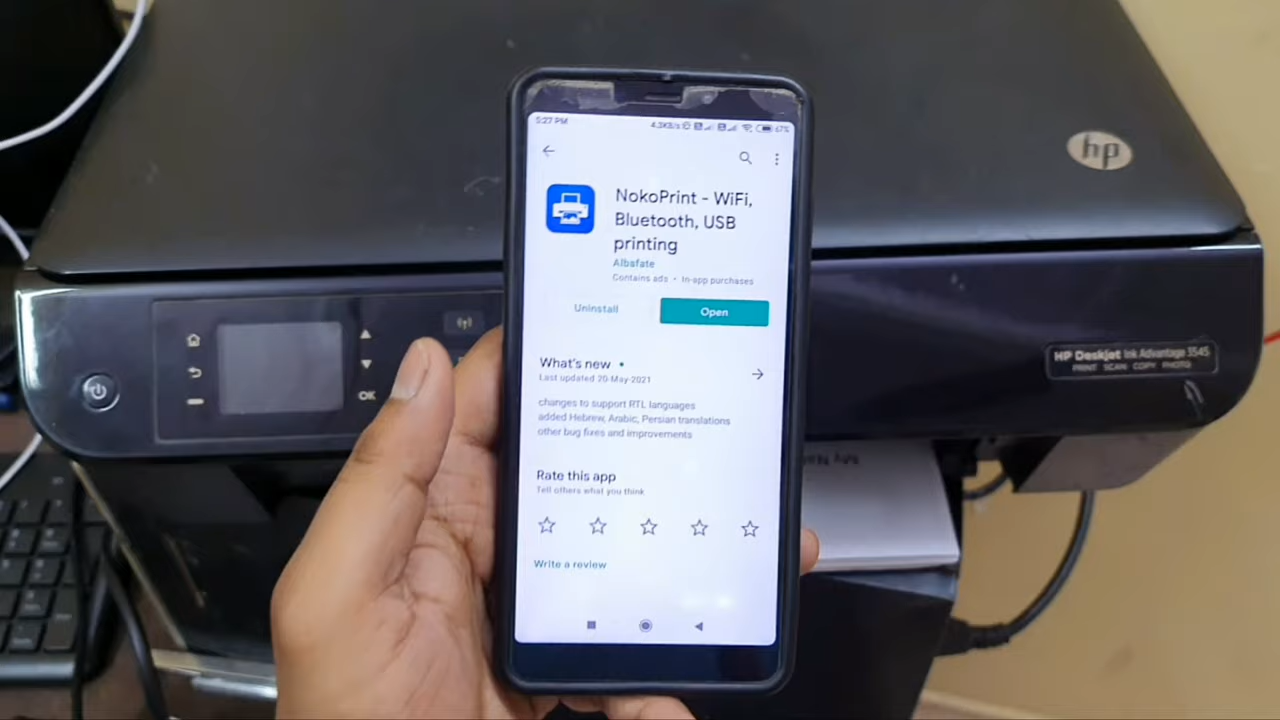 5:27 PM
67%
hp
NokoPrint - WiFi,
Bluetooth, USB
printing
Albsfate
Contains ads • In-app purchases
Uninstall
Open
What's new •
Last updated 20-May-2021
changes to support RTL languages
added Hebrew, Arabic, Persian translations
other bug fixes and improvements
Rate this app
Tell others what you think
Write a review
OK
HP Deskjet Ink Advantage 3545
PRINT SCAN COPY PHOTO